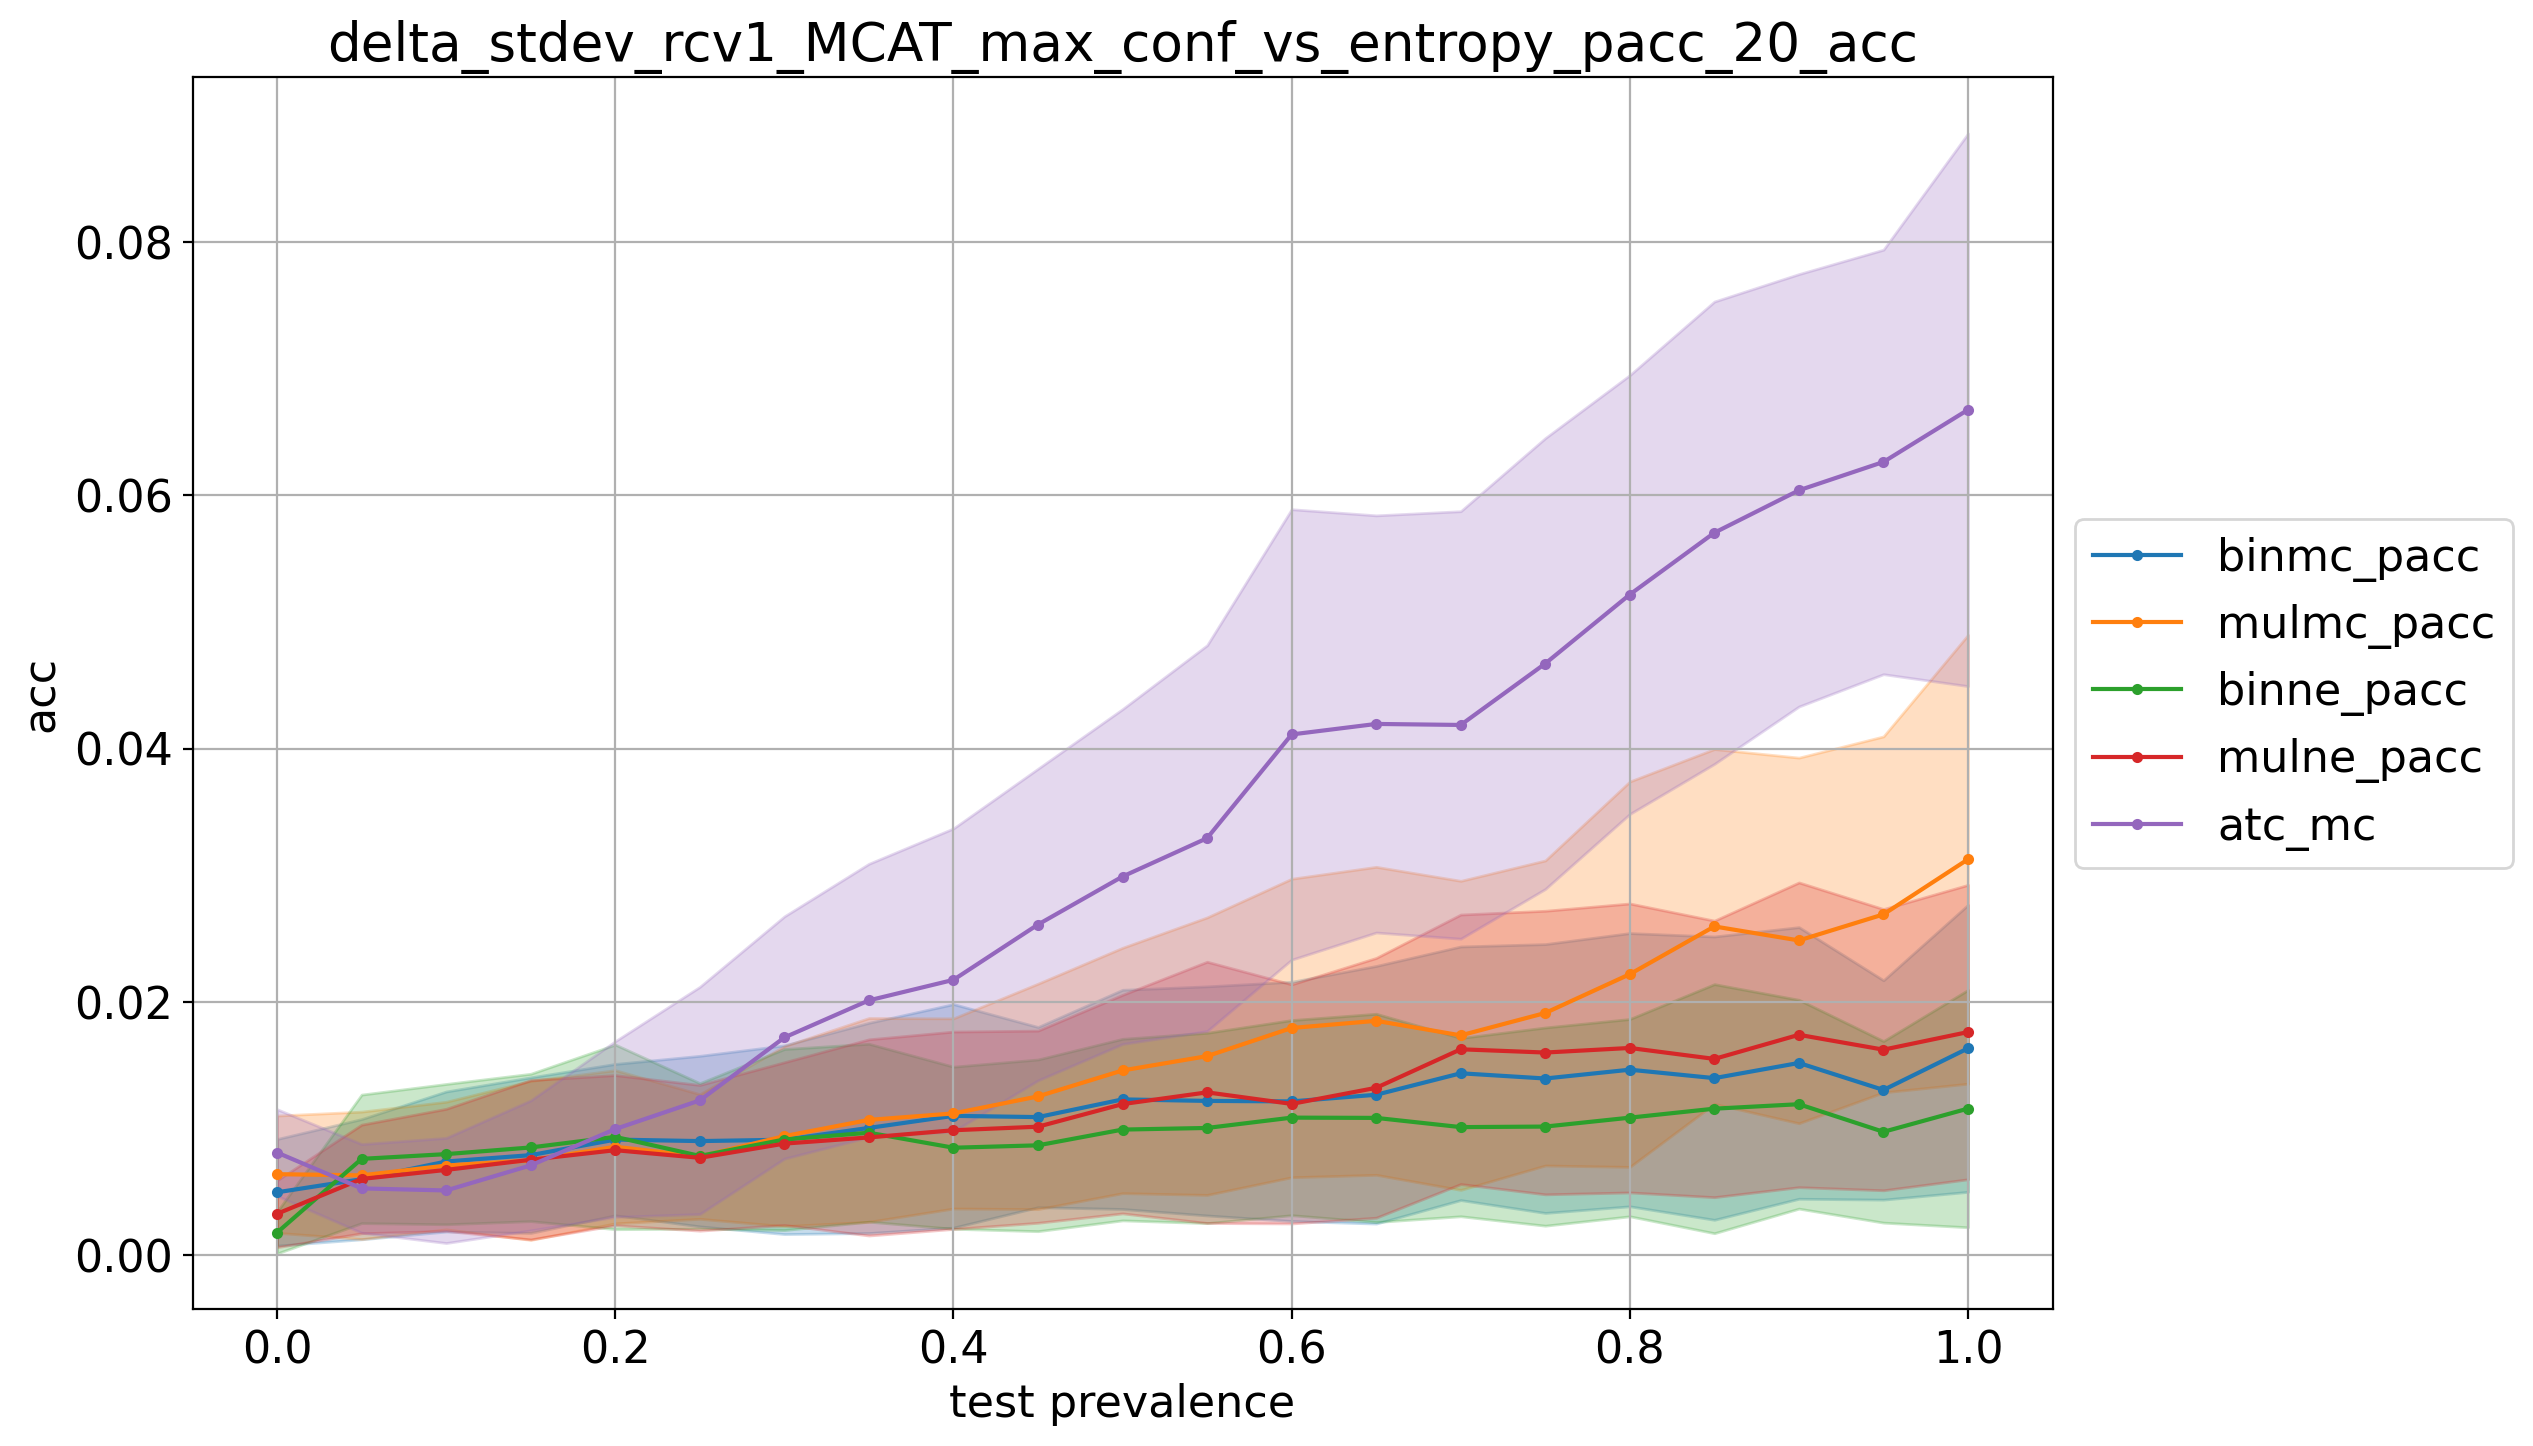 delta_stdev_rcv1_MCAT_max_conf_vs_entropy_pacc_20_acc
0.08
0.06
0.04
0.02
0.00
acc
0.0 0.2 0.4 0.6 0.8 1.0
test prevalence
binmc_pacc
mulmc_pacc
binne_pacc
mulne_pacc
atc_mc